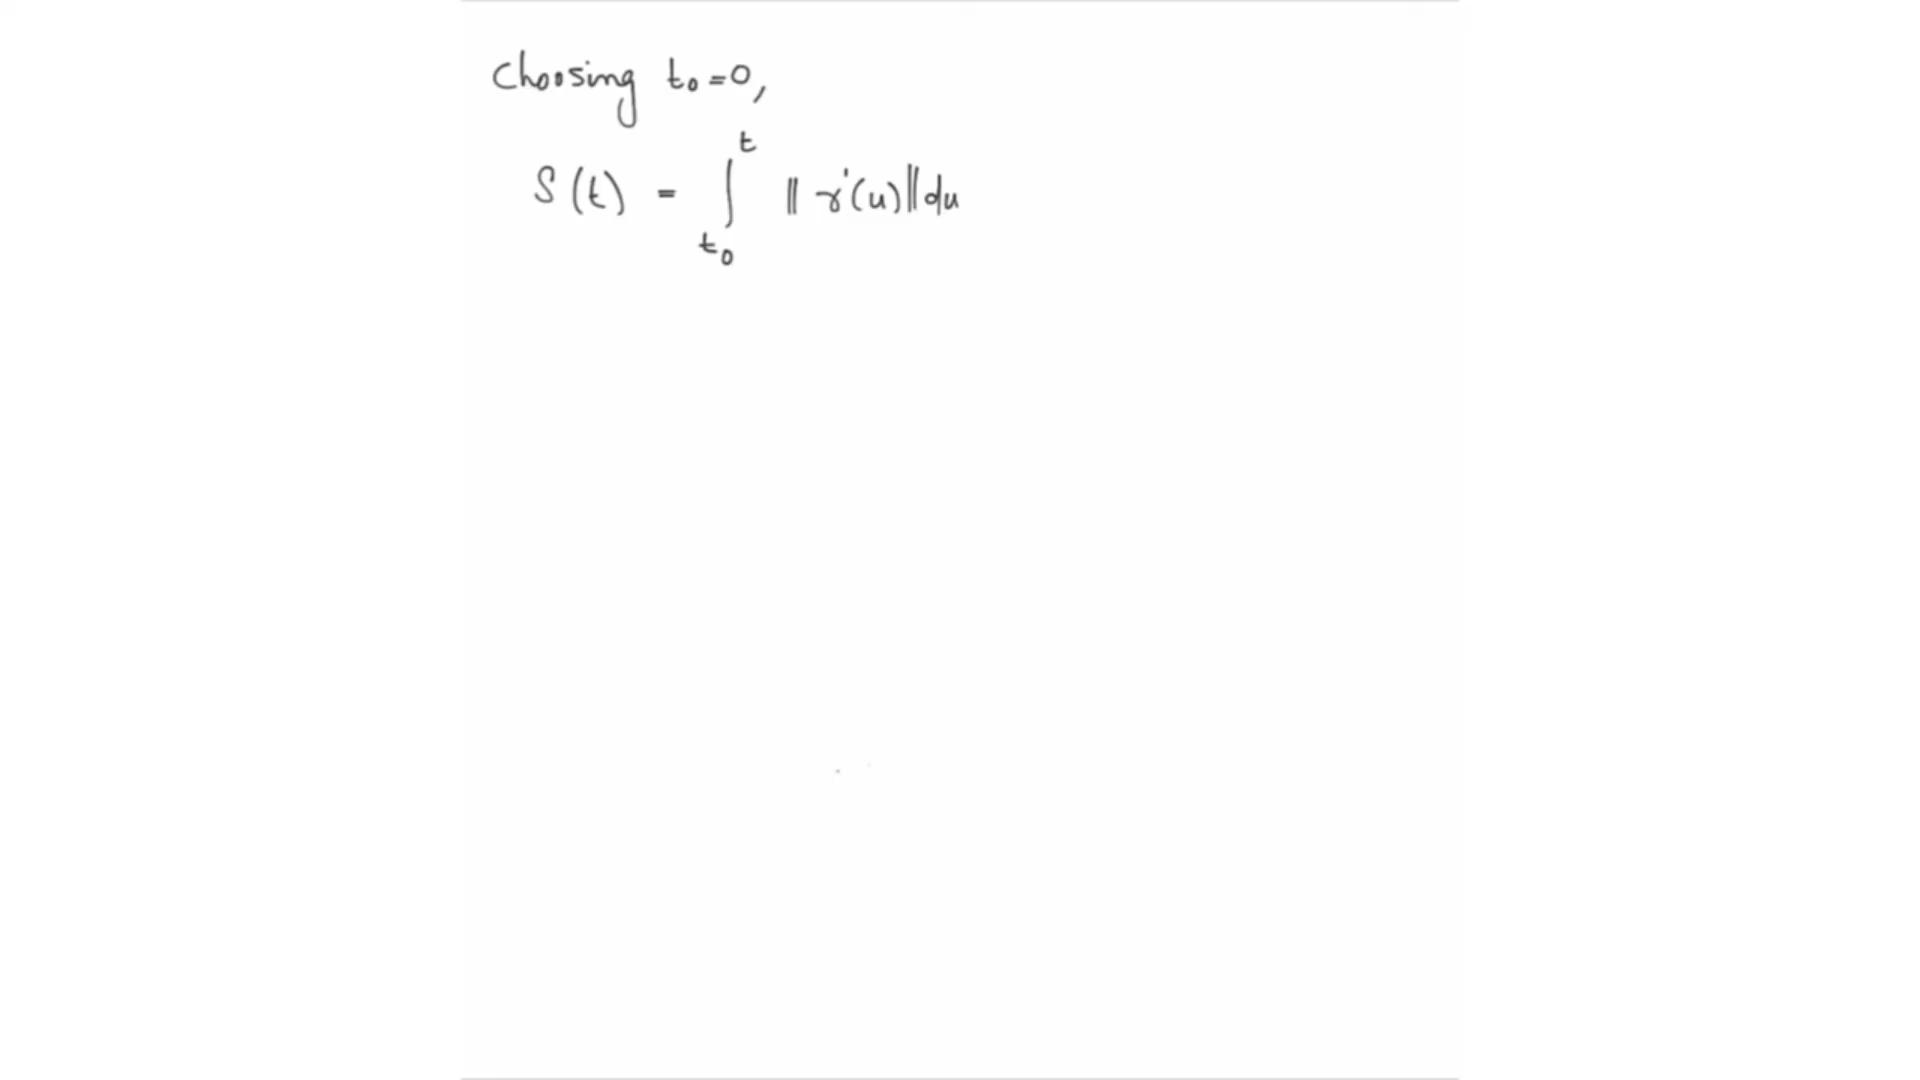 Choosing t₀=0,
S(t) = ∫_{t₀}^{t} ‖ r'(u)‖du